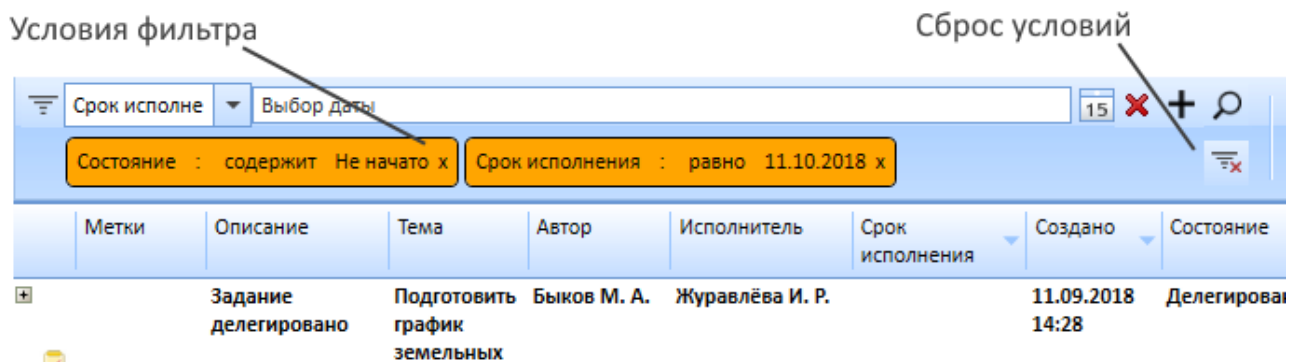 Условия фильтра
Сброс условий
Срок исполне
Выбор даты
15
Состояние : содержит Не начато x
Срок исполнения : равно 11.10.2018 x
Метки
Описание
Тема
Автор
Исполнитель
Срок
исполнения
Создано
Состояние
Задание
делегировано
Подготовить
график
земельных
Быков М. А.
Журавлёва И. Р.
11.09.2018
14:28
Делегирован